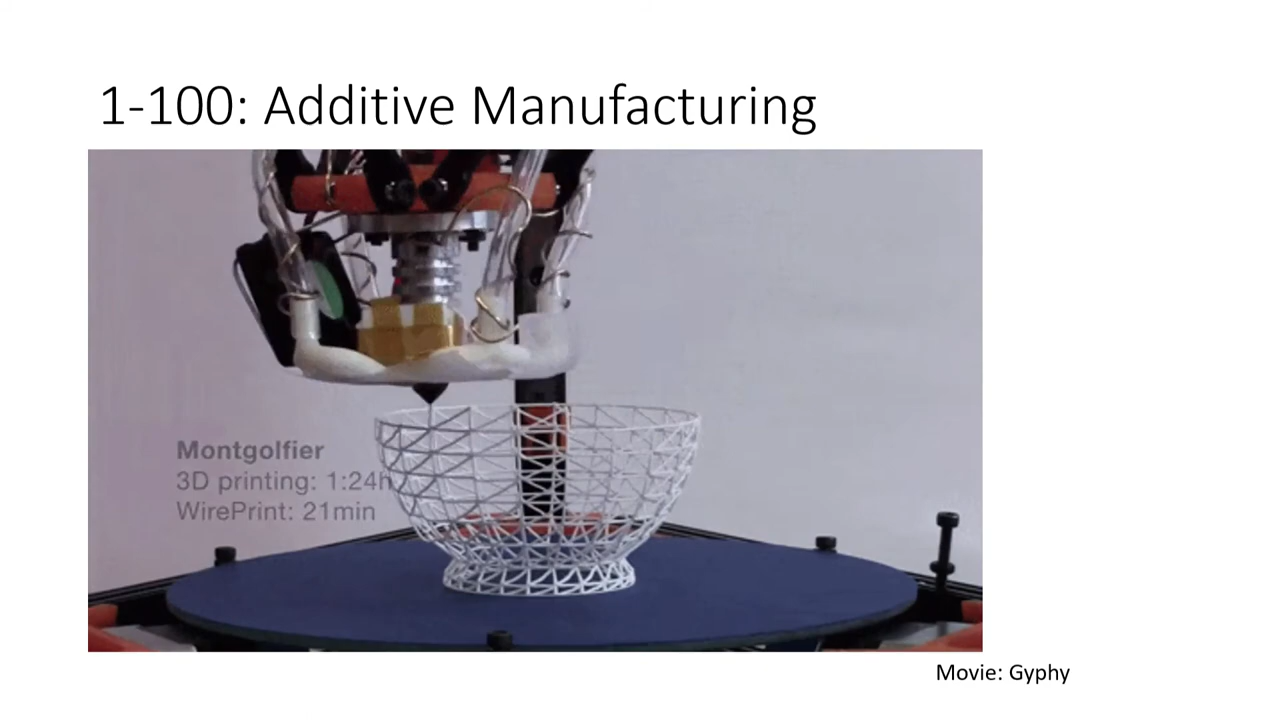 1-100: Additive Manufacturing
Montgolfier
3D printing: 1:24h
WirePrint: 21min
Movie: Gyphy